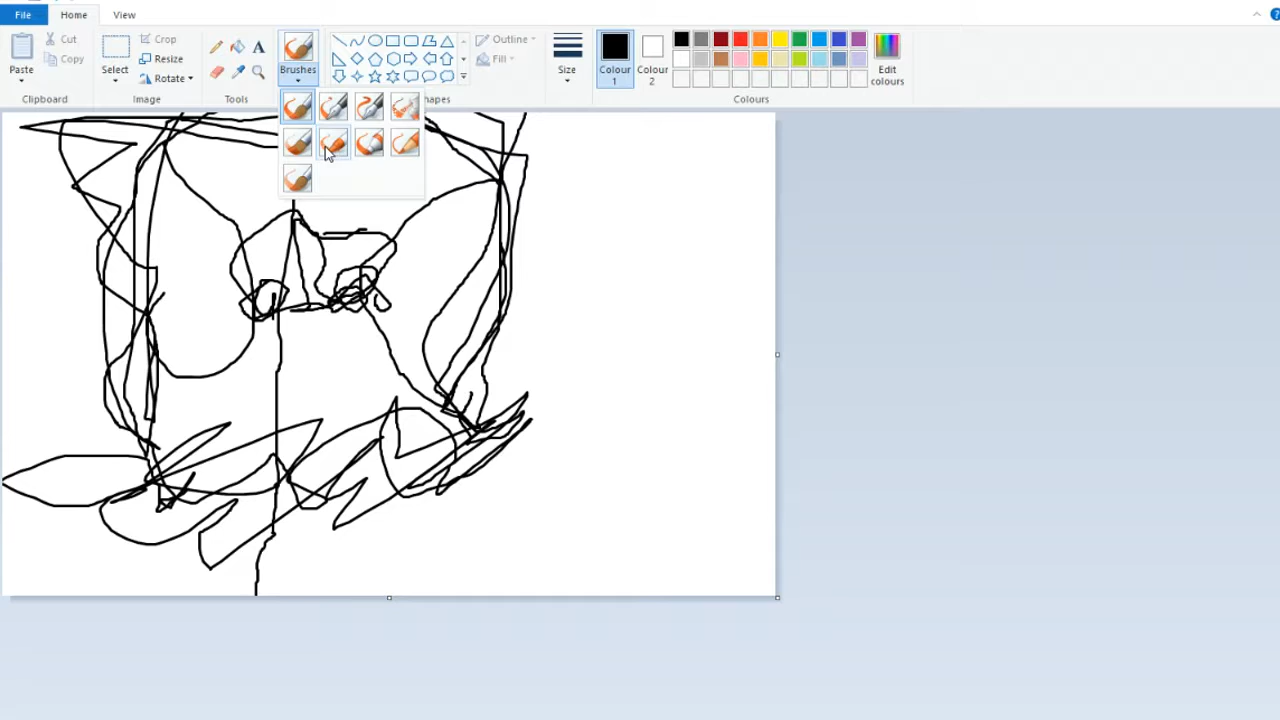 File Home View
Paste
Cut
Copy
Clipboard
Select
Crop
Resize
Rotate
Image
Tools
Brushes
Outline
Fill
hapes
Size
Colour
1
Colour
2
Edit
colours
Colours